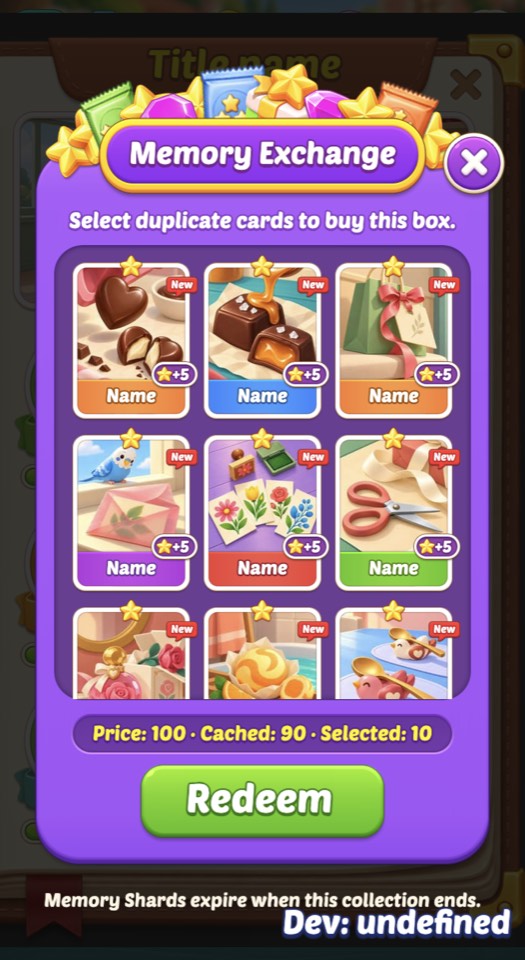 Title name
Memory Exchange
Select duplicate cards to buy this box.
New New New
+5 +5 +5
Name Name Name
New New New
+5 +5 +5
Name Name Name
New New New
Price: 100 · Cached: 90 · Selected: 10
Redeem
Memory Shards expire when this collection ends.
Dev: undefined